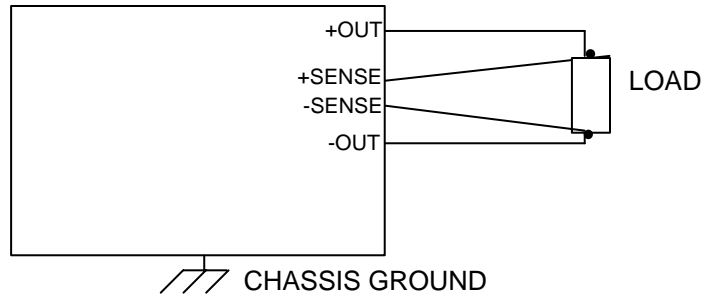 +OUT
+SENSE
-SENSE
-OUT
LOAD
CHASSIS GROUND